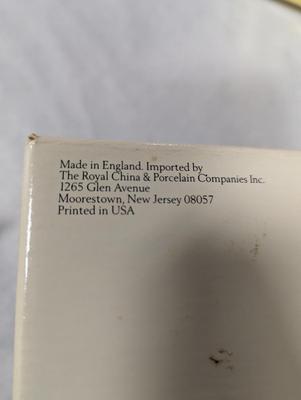 Made in England. Imported by
The Royal China & Porcelain Companies Inc.
1265 Glen Avenue
Moorestown, New Jersey 08057
Printed in USA